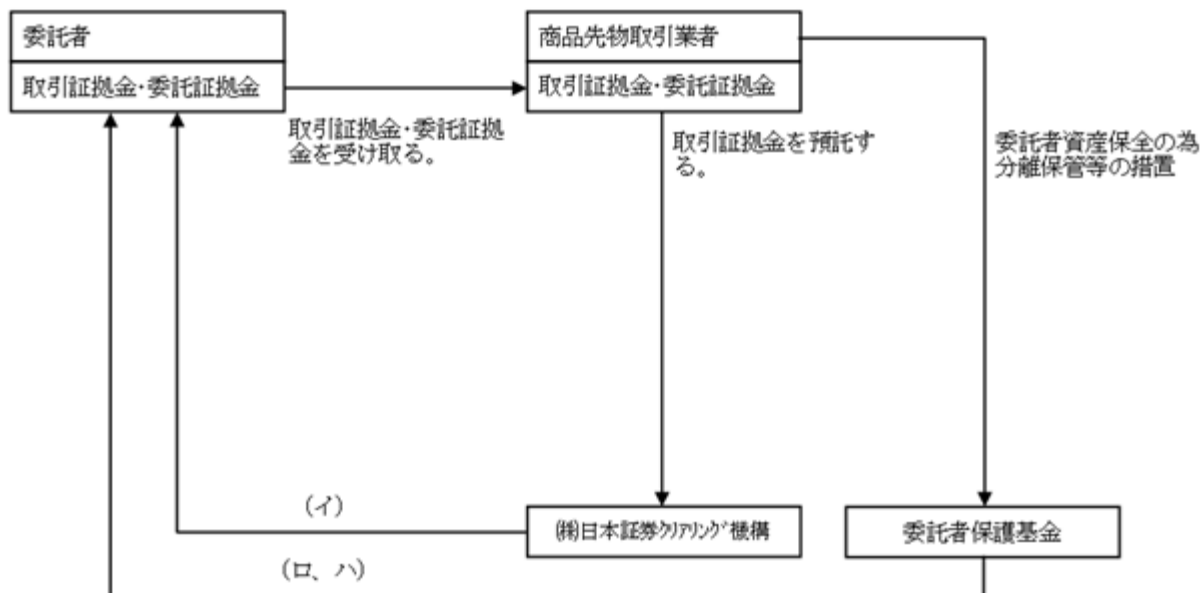 委託者
商品先物取引業者
取引証拠金・委託証拠金
取引証拠金・委託証拠金
取引証拠金・委託証拠
金を受け取る。
取引証拠金を預託す
る。
委託者資産保全の為
分離保管等の措置
（イ）
㈱日本証券ｸﾘｱﾘﾝｸﾞ機構
委託者保護基金
（ロ、ハ）